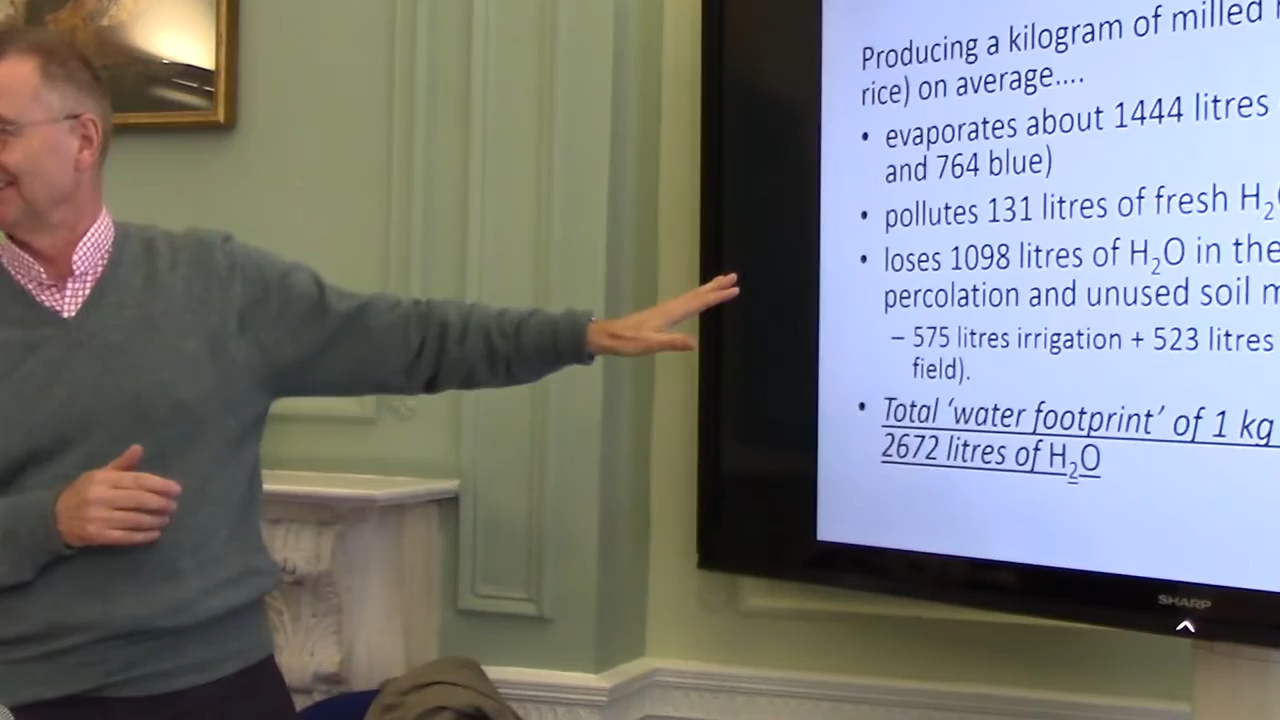 Producing a kilogram of milled
rice) on average....
• evaporates about 1444 litres
and 764 blue)
• pollutes 131 litres of fresh H₂
• loses 1098 litres of H₂O in the
percolation and unused soil
– 575 litres irrigation + 523 litres
field).
• Total ‘water footprint’ of 1 kg
2672 litres of H₂O
SHARP